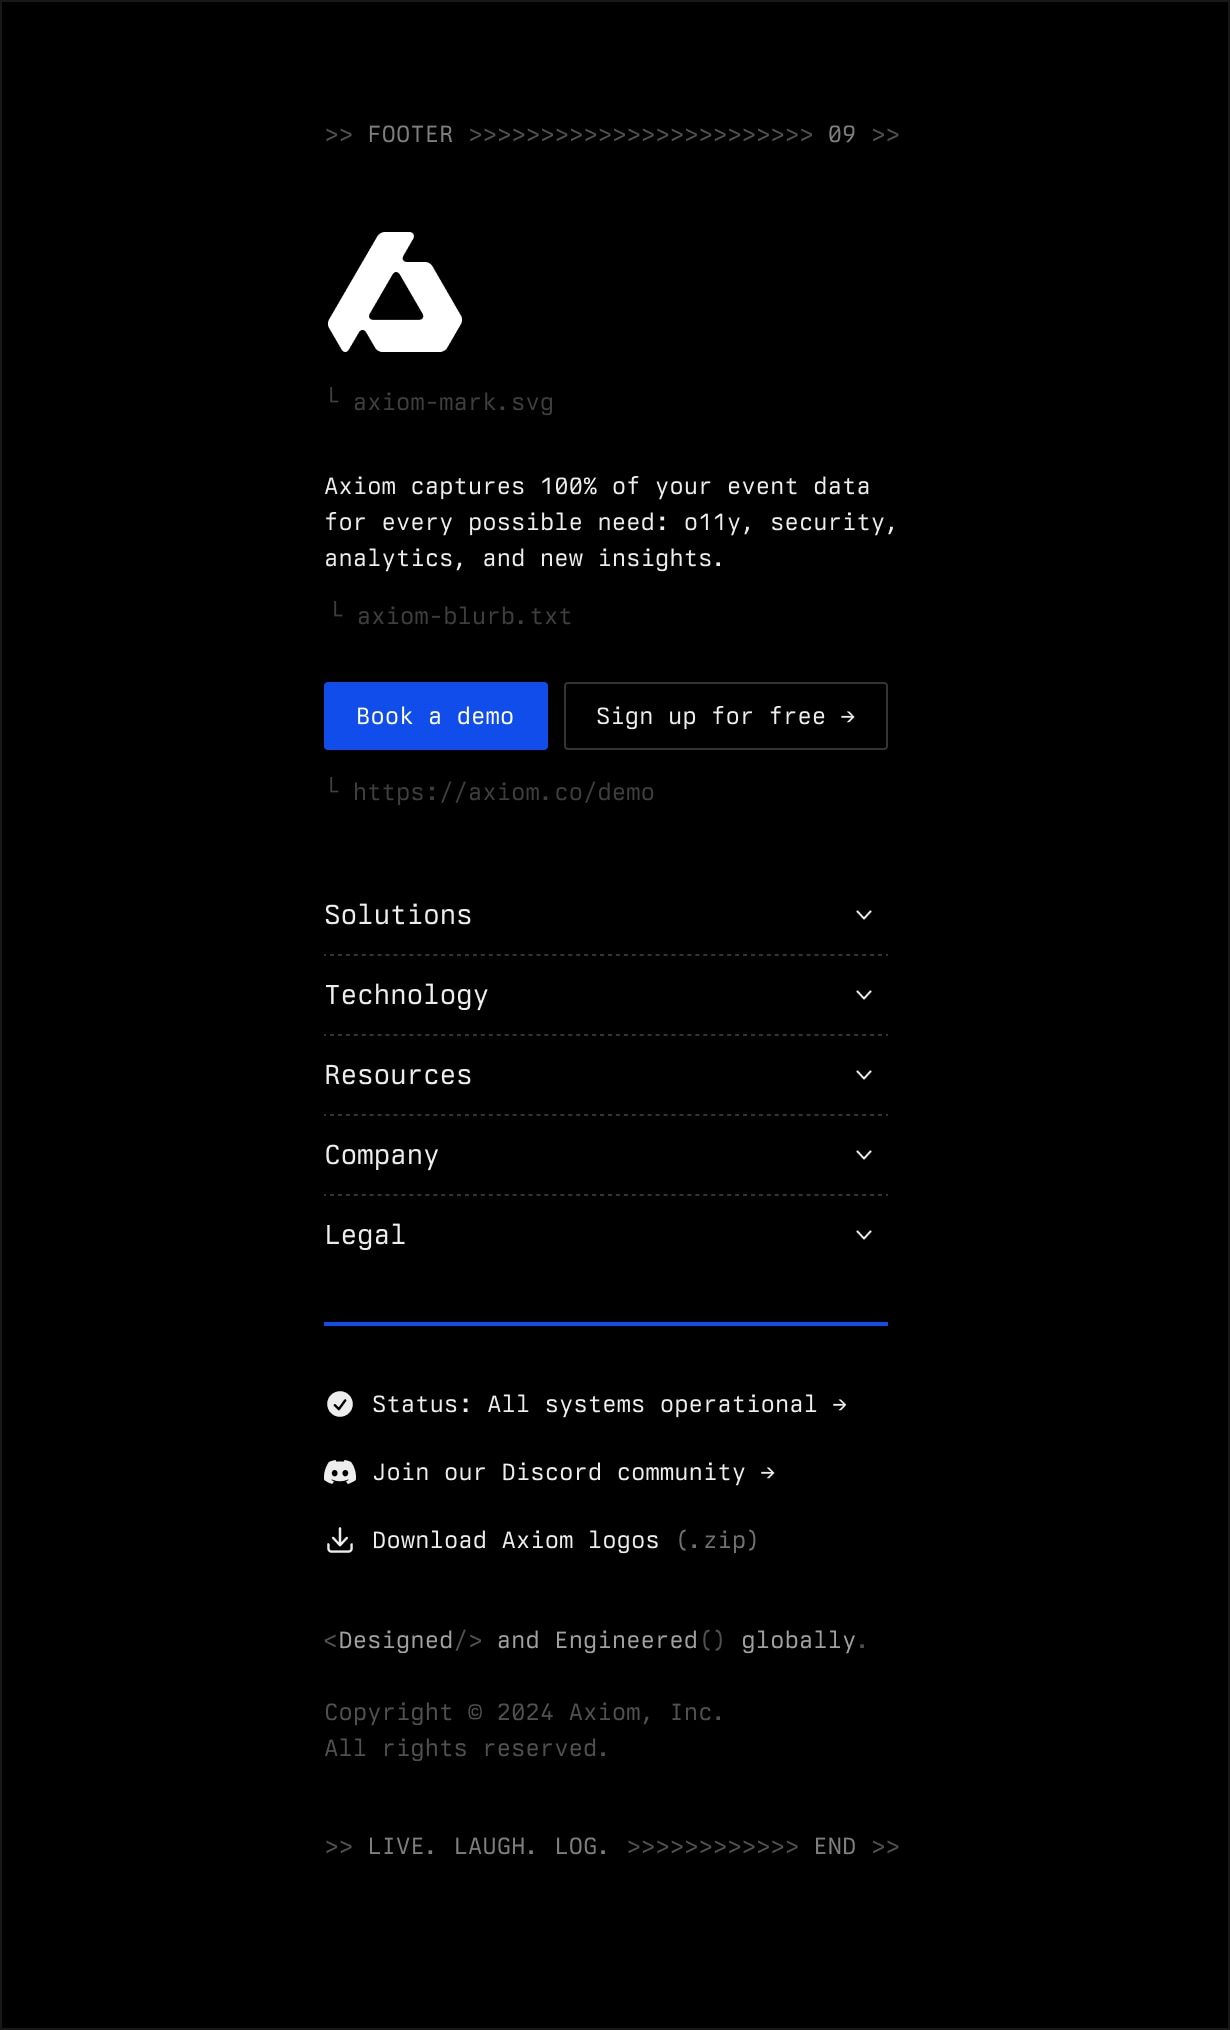 >> FOOTER >>>>>>>>>>>>>>>>>>>>>>>> 09 >>
└ axiom-mark.svg
Axiom captures 100% of your event data
for every possible need: o11y, security,
analytics, and new insights.
└ axiom-blurb.txt
Book a demo
Sign up for free →
└ https://axiom.co/demo
Solutions
Technology
Resources
Company
Legal
Status: All systems operational →
Join our Discord community →
Download Axiom logos (.zip)
<Designed/> and Engineered() globally.
Copyright © 2024 Axiom, Inc.
All rights reserved.
>> LIVE. LAUGH. LOG. >>>>>>>>>>>> END >>